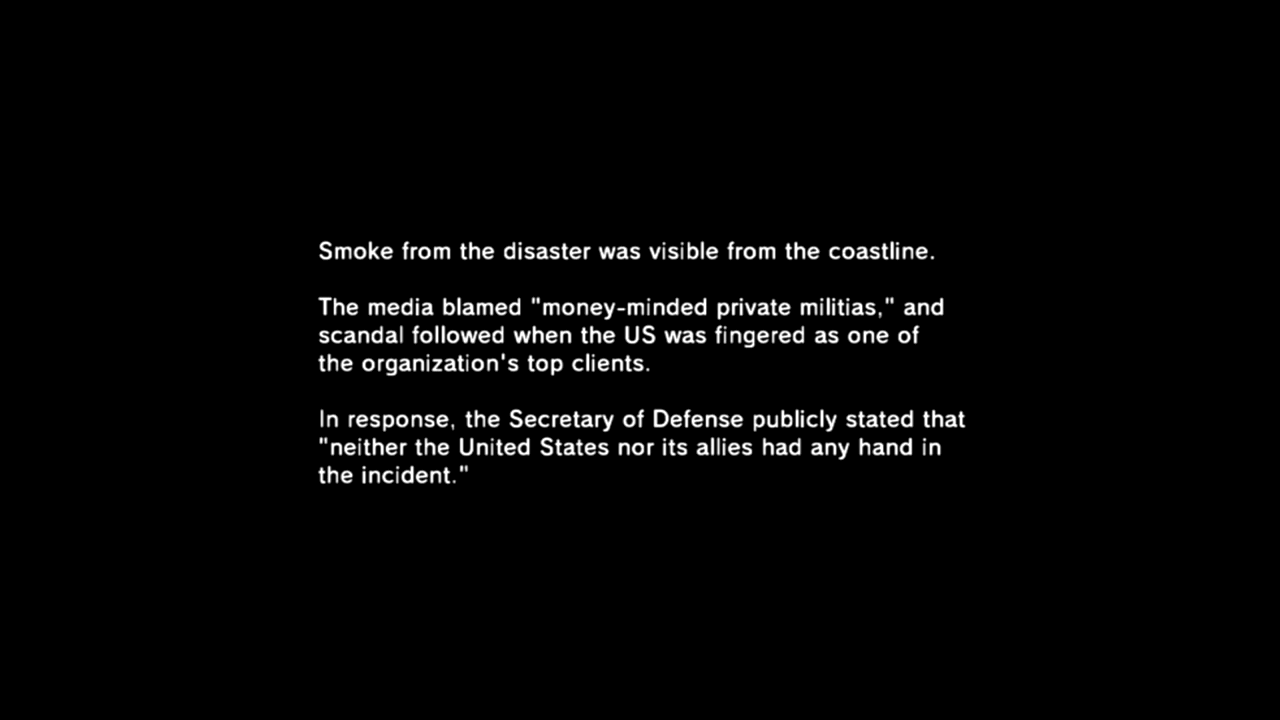 Smoke from the disaster was visible from the coastline.
The media blamed "money-minded private militias," and
scandal followed when the US was fingered as one of
the organization's top clients.
In response, the Secretary of Defense publicly stated that
"neither the United States nor its allies had any hand in
the incident."